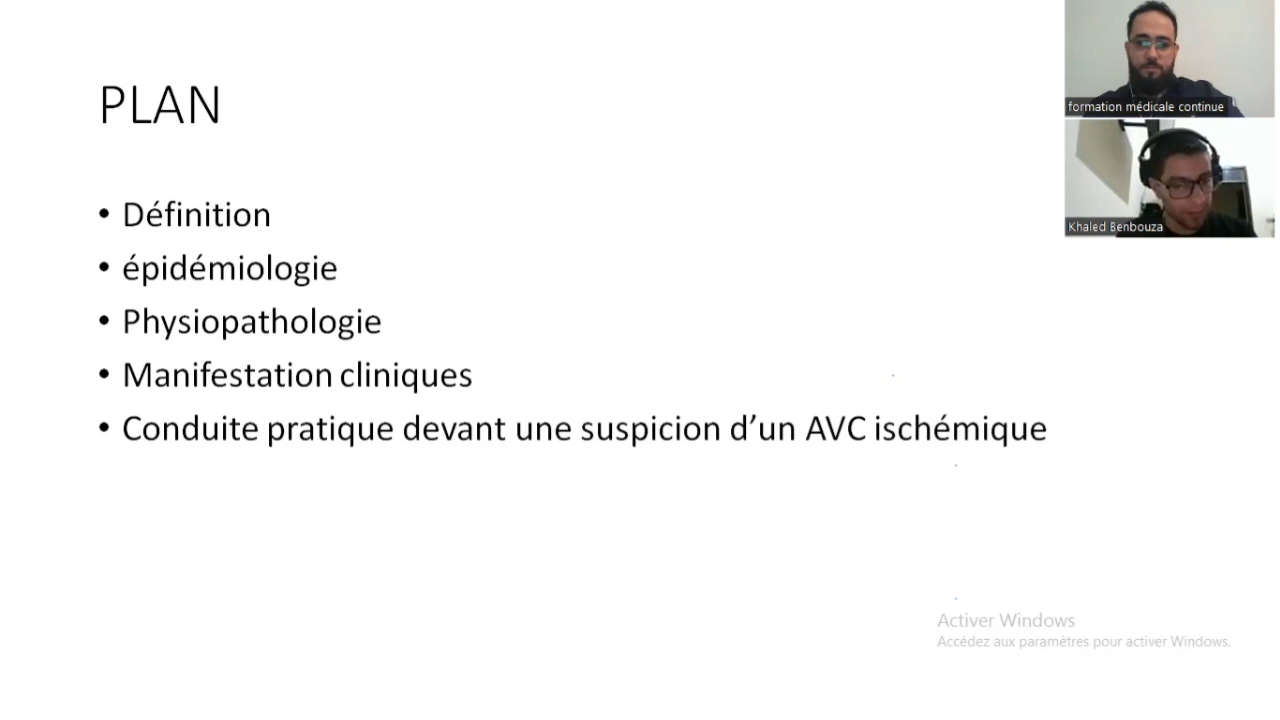 PLAN
• Définition
• épidémiologie
• Physiopathologie
• Manifestation cliniques
• Conduite pratique devant une suspicion d’un AVC ischémique
formation médicale continue
Khaled Benbouza
Activer Windows
Accédez aux paramètres pour activer Windows.